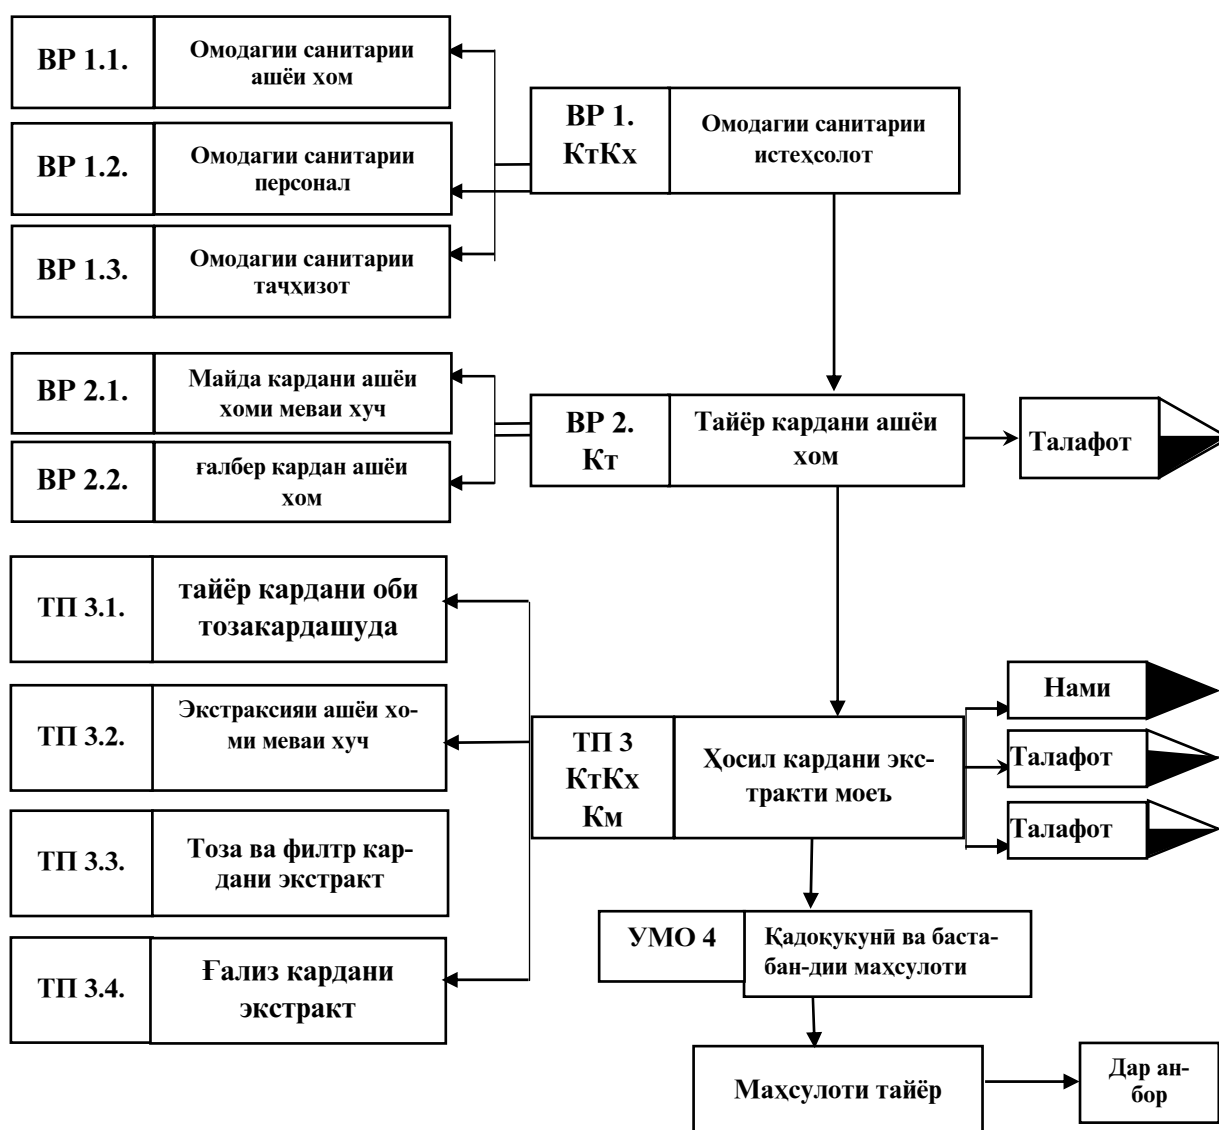 ВР 1.1.
Омодагии санитарии
ашёи хом
ВР 1.2.
Омодагии санитарии
персонал
ВР 1.3.
Омодагии санитарии
таҷҳизот
ВР 1.
КтКх
Омодагии санитарии
истеҳсолот
ВР 2.1.
Майда кардани ашёи
хоми меваи хуч
ВР 2.2.
ғалбер кардан ашёи
хом
ВР 2.
Кт
Тайёр кардани ашёи
хом
Талафот
ТП 3.1.
тайёр кардани оби
тозакардашуда
ТП 3.2.
Экстраксияи ашёи хо-
ми меваи хуч
ТП 3.3.
Тоза ва филтр кар-
дани экстракт
ТП 3.4.
Ғализ кардани
экстракт
ТП 3
КтКх
Км
Ҳосил кардани экс-
тракти моеъ
Нами
Талафот
Талафот
УМО 4
Қадоқукунӣ ва баста-
бан-дии маҳсулоти
Маҳсулоти тайёр
Дар ан-
бор